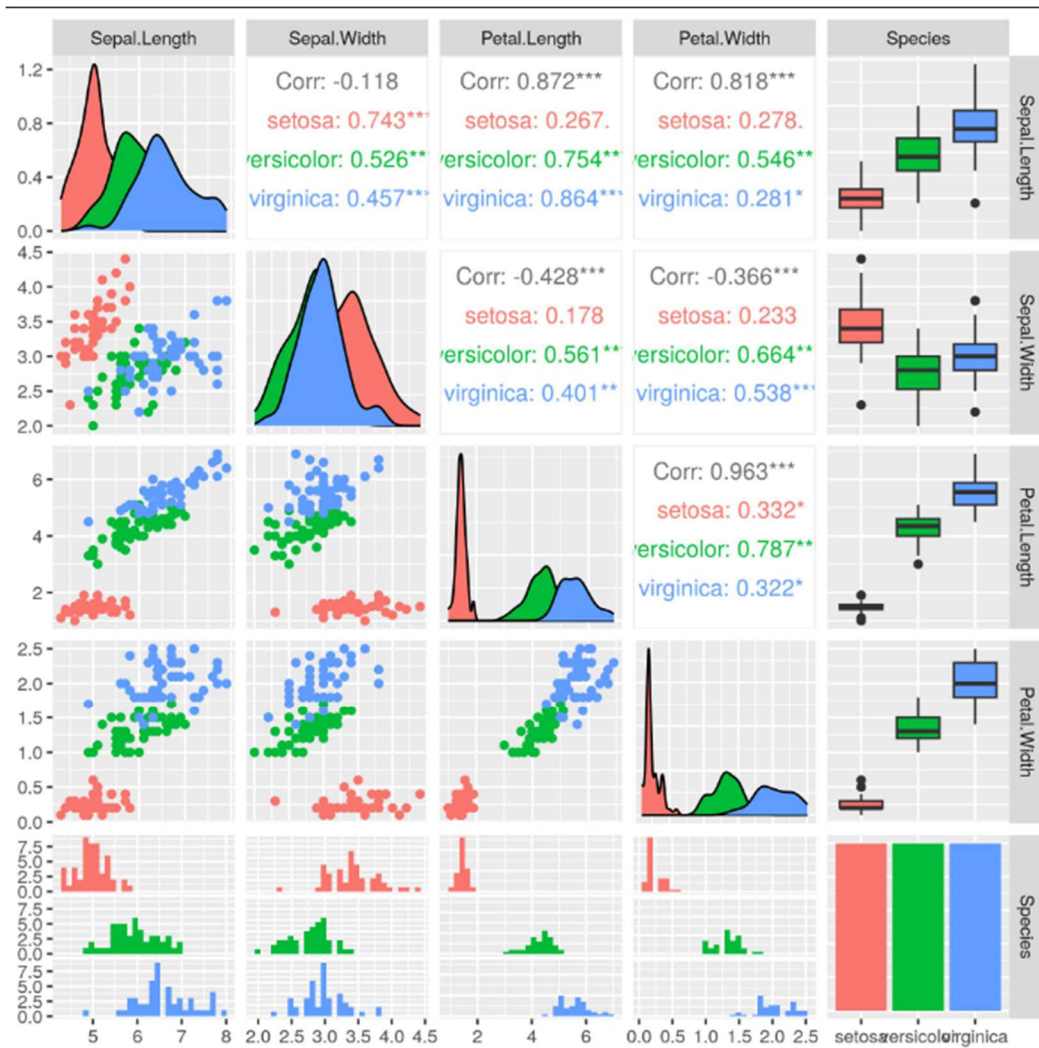 Sepal.Length Sepal.Width Petal.Length Petal.Width Species
1.2
0.8
0.4
0.0
Corr: -0.118
setosa: 0.743**
versicolor: 0.526**
virginica: 0.457**
Corr: 0.872***
setosa: 0.267.
versicolor: 0.754**
virginica: 0.864**
Corr: 0.818***
setosa: 0.278.
versicolor: 0.546**
virginica: 0.281*
Sepal.Length
4.5
4.0
3.5
3.0
2.5
2.0
Corr: -0.428***
setosa: 0.178
versicolor: 0.561**
virginica: 0.401**
Corr: -0.366***
setosa: 0.233
versicolor: 0.664**
virginica: 0.538**
Sepal.Width
6
4
2
Corr: 0.963***
setosa: 0.332*
versicolor: 0.787**
virginica: 0.322*
Petal.Length
2.5
2.0
1.5
1.0
0.5
0.0
Petal.Width
7.5
5.0
2.5
0.0
7.5
5.0
2.5
0.0
7.5
5.0
2.5
0.0
Species
5 6 7 8 2.0 2.5 3.0 3.5 4.0 4.5 2 4 6 0.0 0.5 1.0 1.5 2.0 2.5 setosa versicolor virginica